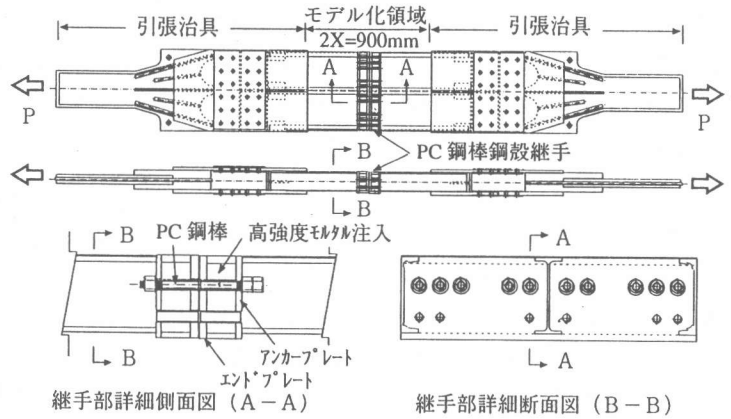 引張治具
モデル化領域
引張治具
2X=900mm
A
A
P
P
B
PC 鋼棒鋼殻継手
B
B
PC 鋼棒
高強度ﾓﾙﾀﾙ注入
A
B
ｱﾝｶｰﾌﾟﾚｰﾄ
ｴﾝﾄﾞﾌﾟﾚｰﾄ
A
継手部詳細側面図（A－A）
継手部詳細断面図（B－B）